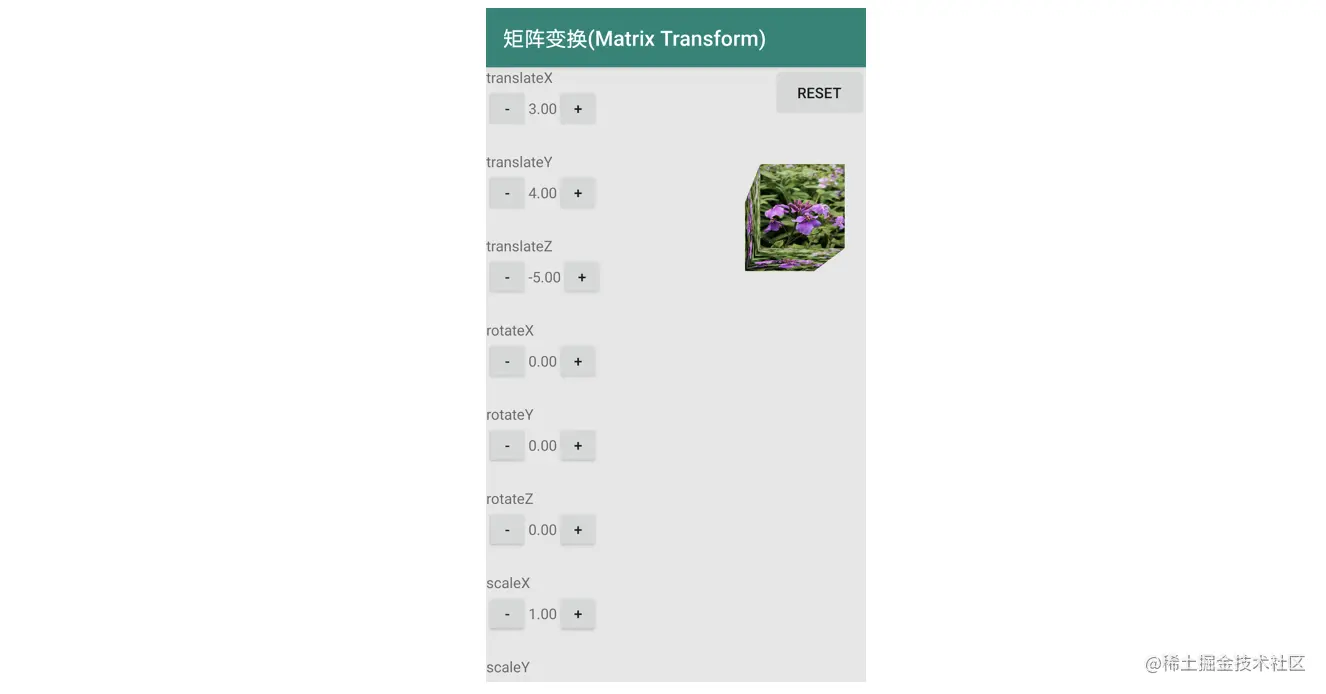 矩阵变换(Matrix Transform)
translateX
RESET
- 3.00 +
translateY
- 4.00 +
translateZ
- -5.00 +
rotateX
- 0.00 +
rotateY
- 0.00 +
rotateZ
- 0.00 +
scaleX
- 1.00 +
scaleY
@稀土掘金技术社区